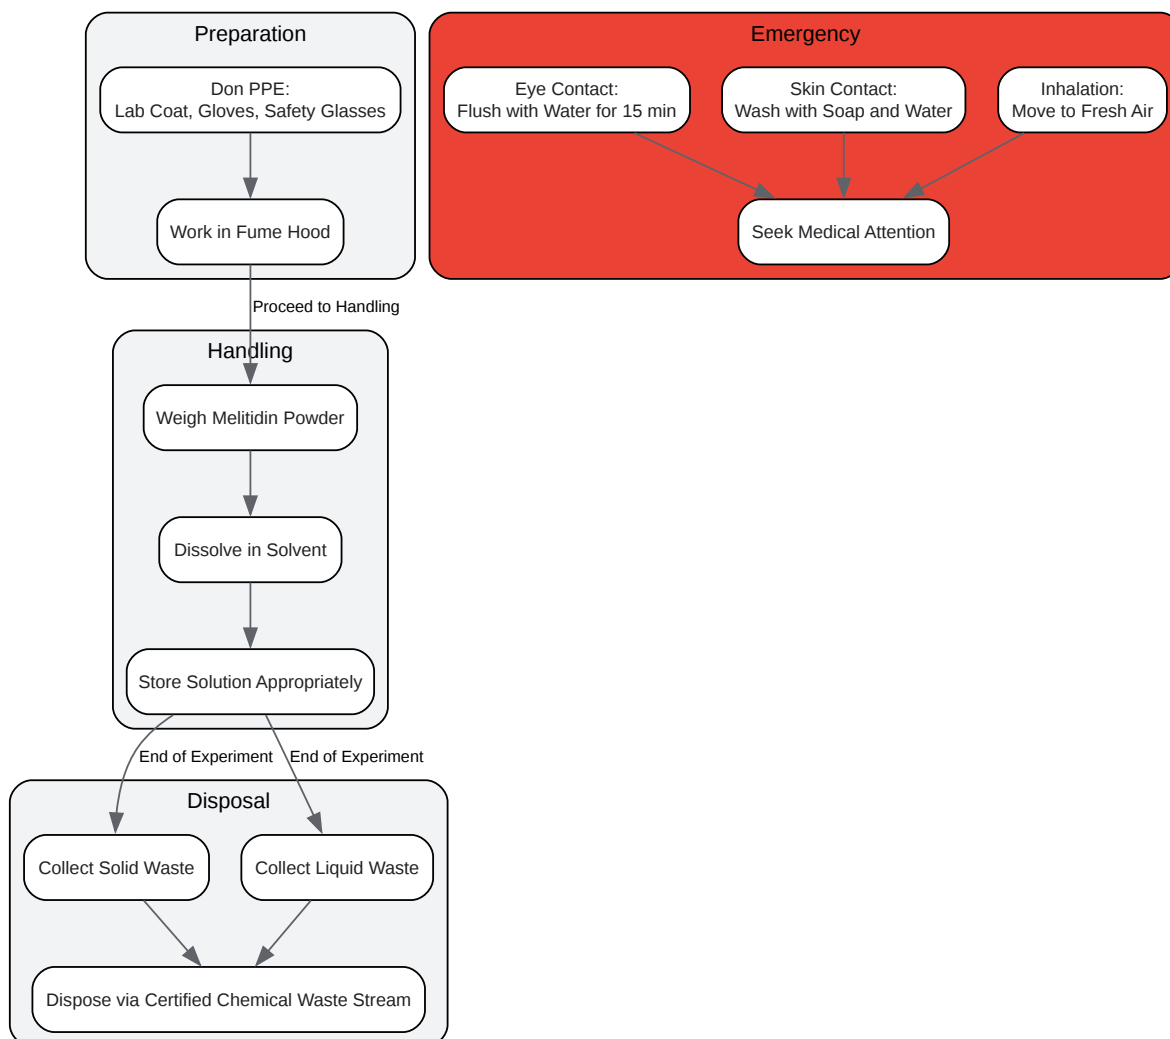 Preparation
Don PPE:
Lab Coat, Gloves, Safety Glasses
Work in Fume Hood
Emergency
Eye Contact:
Flush with Water for 15 min
Skin Contact:
Wash with Soap and Water
Inhalation:
Move to Fresh Air
Seek Medical Attention
Proceed to Handling
Handling
Weigh Melitidin Powder
Dissolve in Solvent
Store Solution Appropriately
End of Experiment
End of Experiment
Disposal
Collect Solid Waste
Collect Liquid Waste
Dispose via Certified Chemical Waste Stream